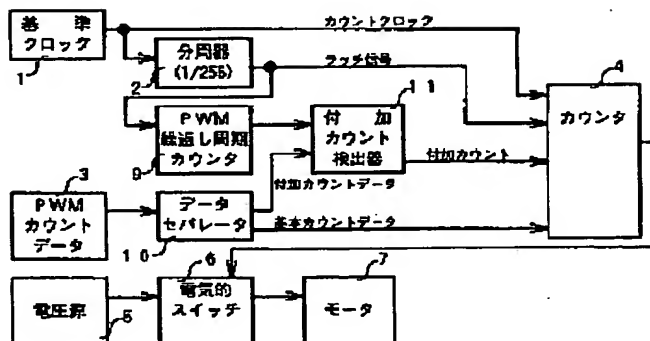 基準
クロック
1
分周器
(1/256)
2
カウントクロック
ラッチ信号
4
カウンタ
PWM
繰返し周期
カウンタ
9
11
付加
カウント
検出器
付加カウント
付加カウントデータ
3
PWM
カウント
データ
データ
セパレータ
10
基本カウントデータ
6
電気的
スイッチ
7
モータ
電圧源
5